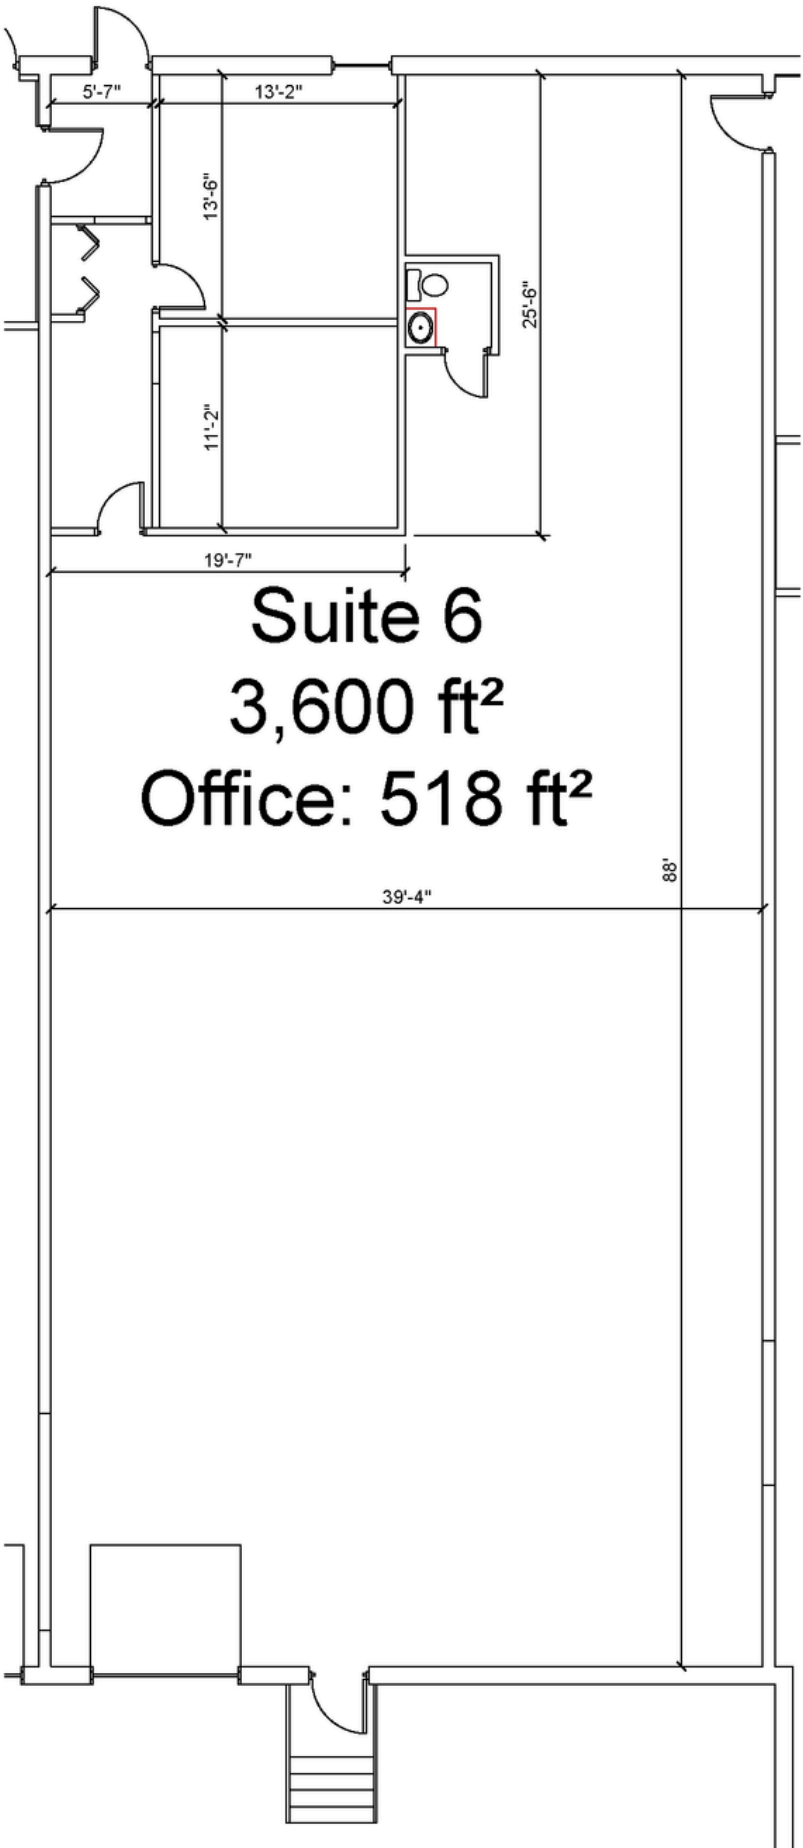 5'-7"
13'-2"
13'-6"
25'-6"
11'-2"
19'-7"
Suite 6
3,600 ft²
Office: 518 ft²
88'
39'-4"